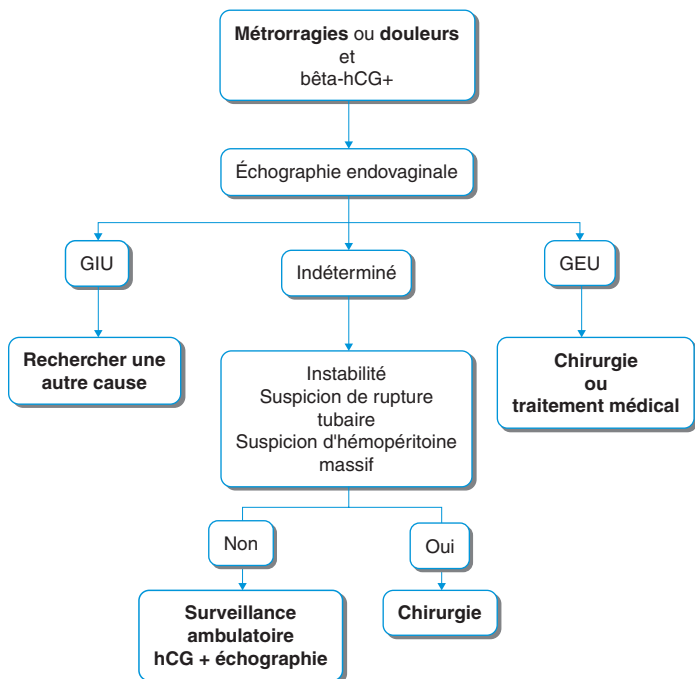 Métrorragies ou douleurs
et
bêta-hCG+
Échographie endovaginale
GIU
Indéterminé
GEU
Rechercher une
autre cause
Instabilité
Suspicion de rupture
tubaire
Suspicion d'hémopéritoine
massif
Chirurgie
ou
traitement médical
Non
Oui
Surveillance
ambulatoire
hCG + échographie
Chirurgie